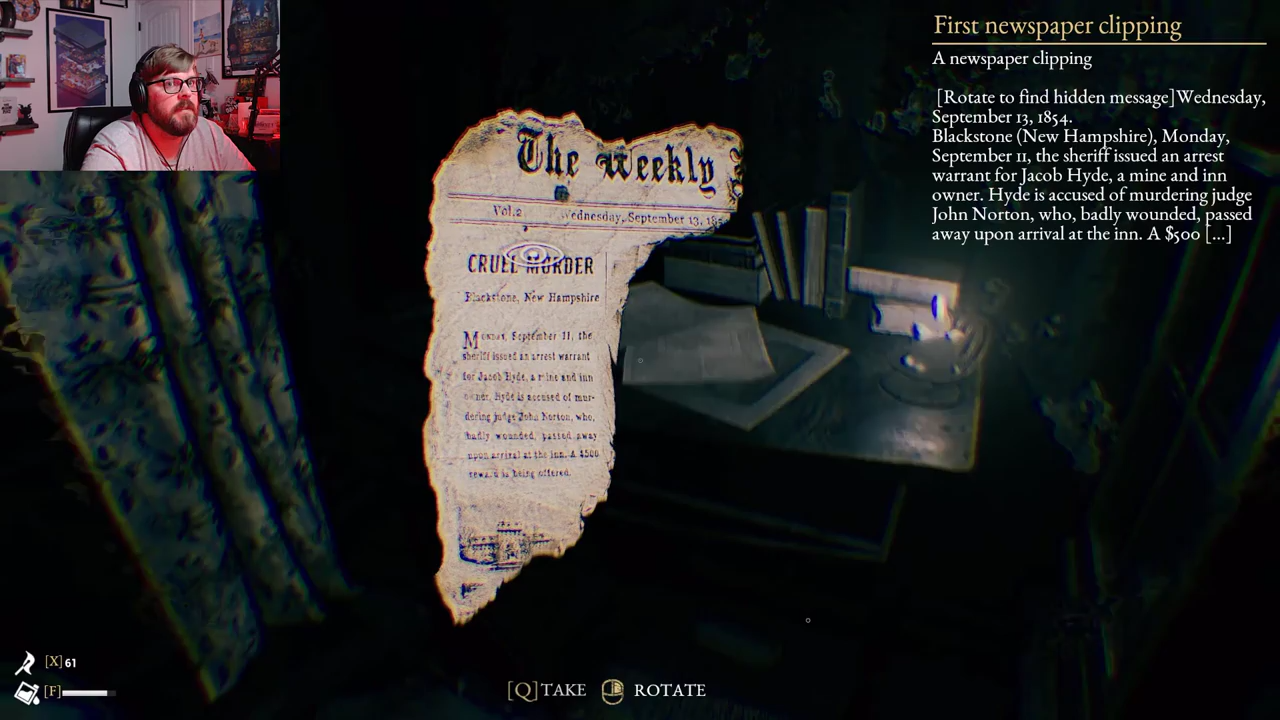 First newspaper clipping
A newspaper clipping
[Rotate to find hidden message]Wednesday,
September 13, 1854.
Blackstone (New Hampshire), Monday,
September 11, the sheriff issued an arrest
warrant for Jacob Hyde, a mine and inn
owner. Hyde is accused of murdering judge
John Norton, who, badly wounded, passed
away upon arrival at the inn. A $500 [...]
The Weekly
Vol.2 Wednesday, September 13, 185
CRUEL MURDER
Blackstone, New Hampshire
Monday, September 11, the
sheriff issued an arrest warrant
for Jacob Hyde, a mine and inn
owner. Hyde is accused of mur-
dering judge John Norton, who,
badly wounded, passed away
upon arrival at the inn. A $500
reward is being offered.
[X] 61
[F]
[Q] TAKE ROTATE